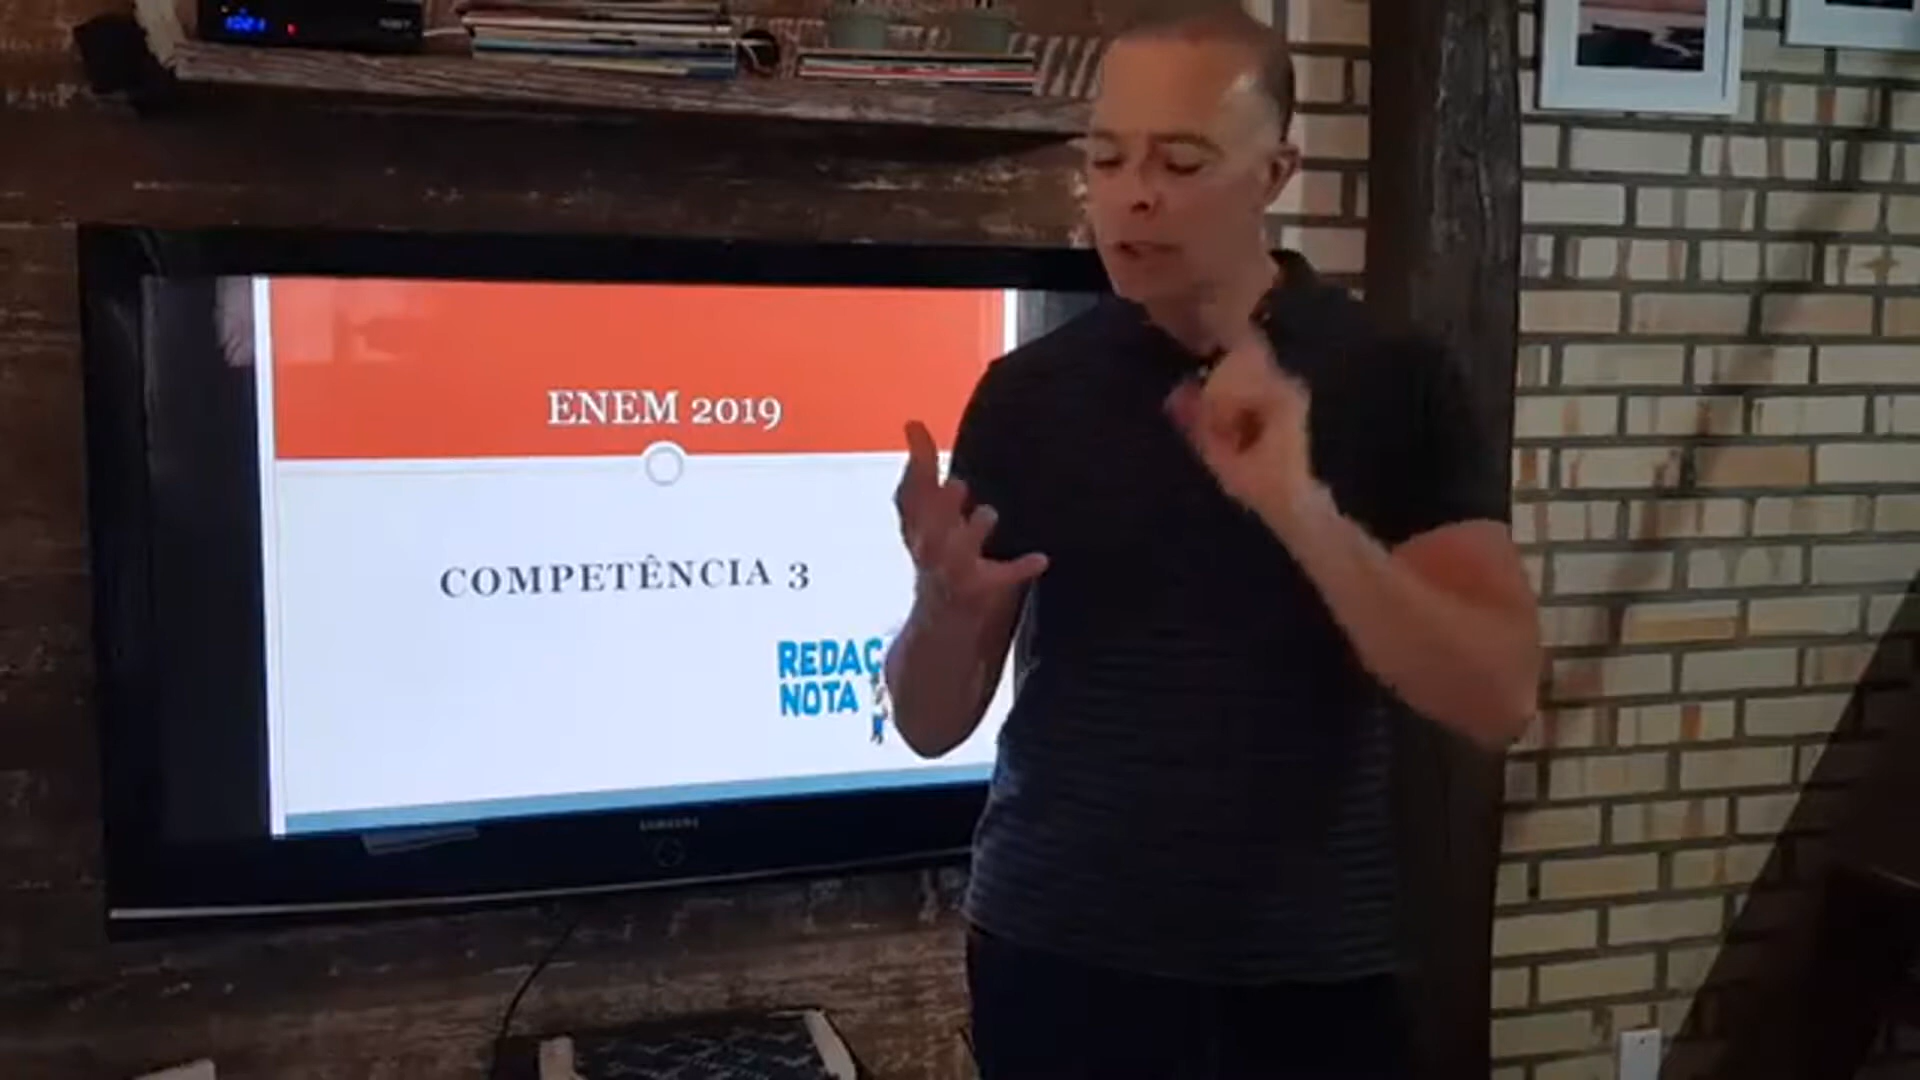 ENEM 2019
COMPETÊNCIA 3
REDAÇ
NOTA
SAMSUNG